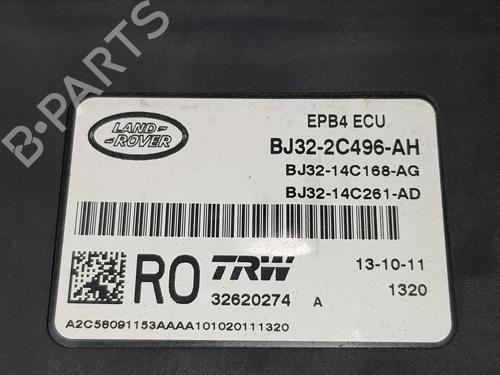 B-PARTS
LAND-
-ROVER
EPB4 ECU
BJ32-2C496-AH
BJ32-14C168-AG
BJ32-14C261-AD
RO TRW 13-10-11
32620274 A 1320
A2C58091153AAAA101020111320